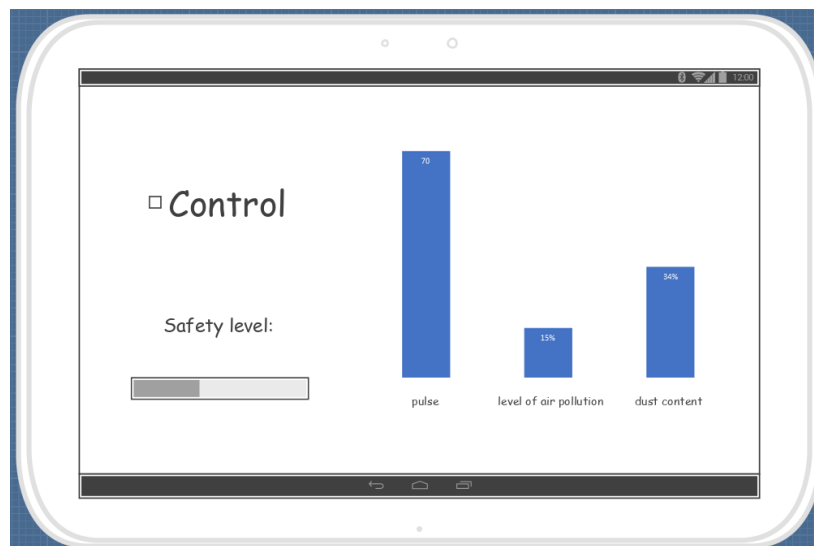 12:00
Control
Safety level:
70
15%
34%
pulse
level of air pollution
dust content